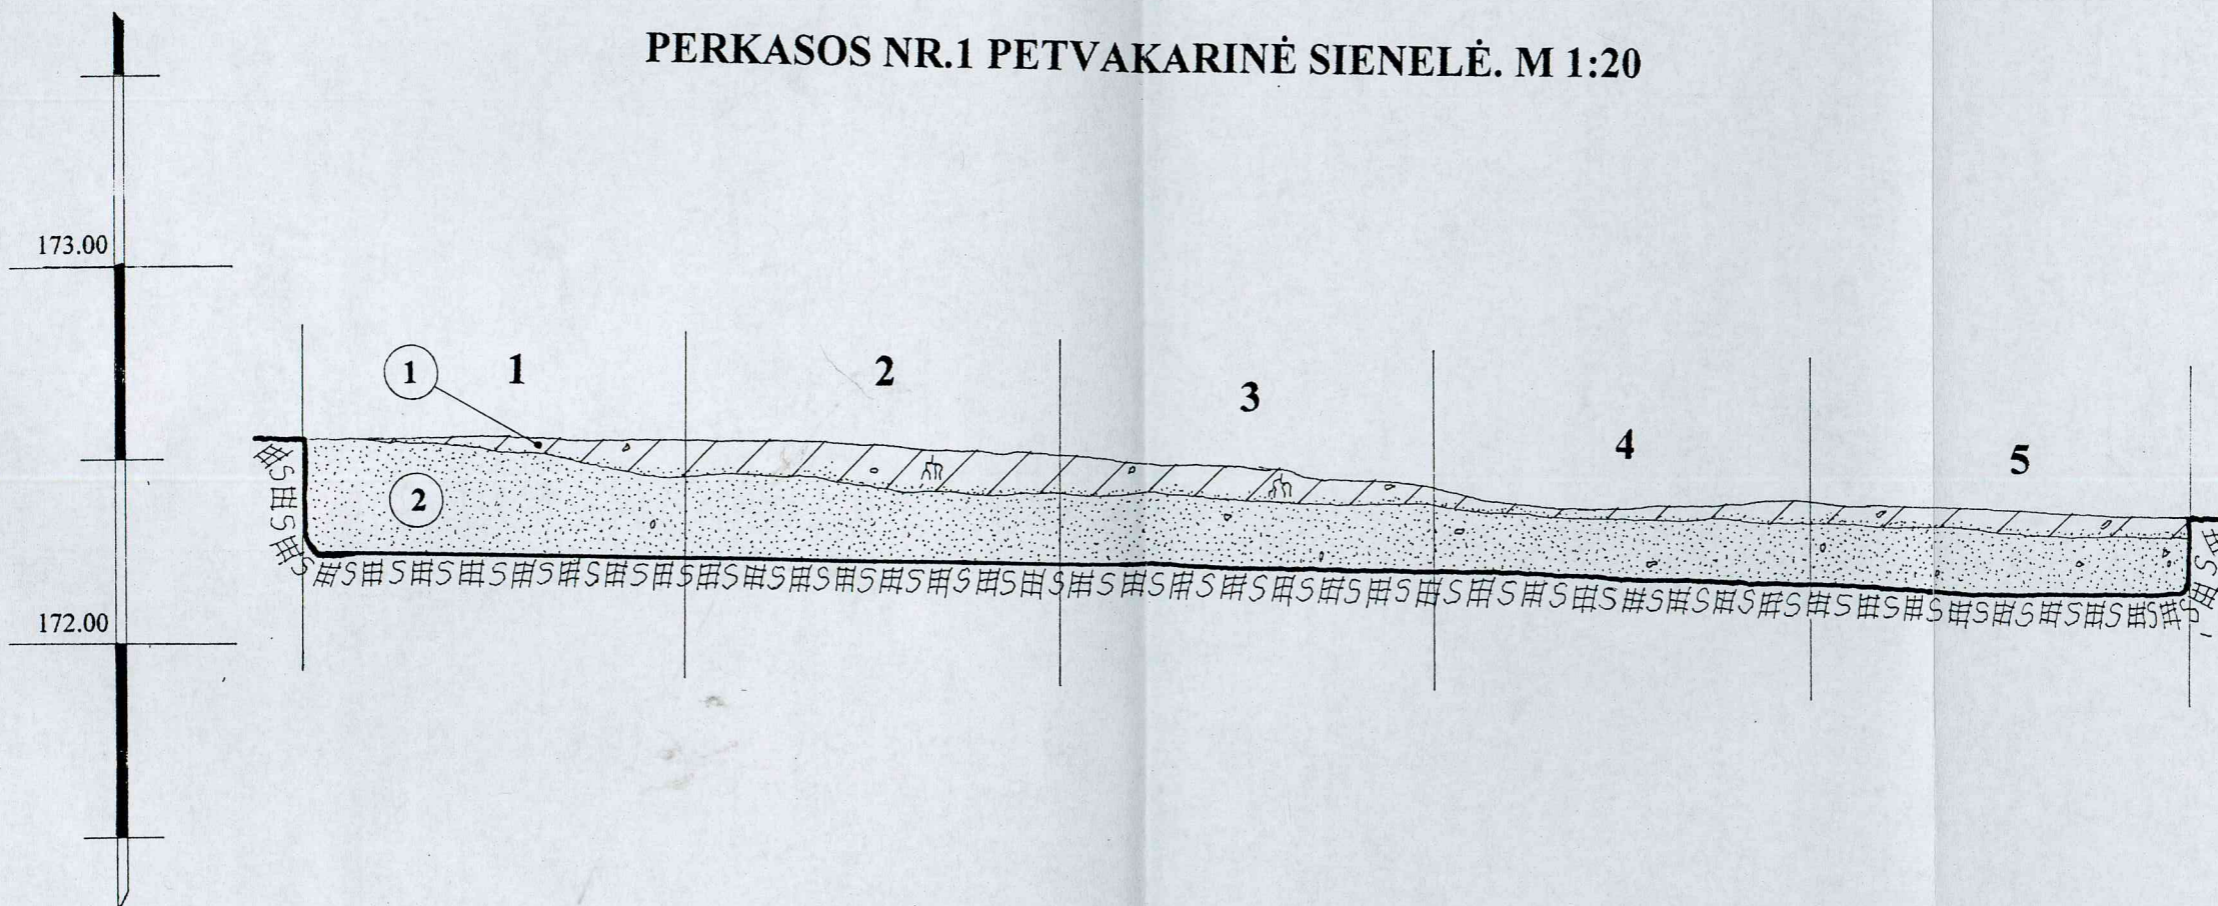 PERKASOS NR.1 PETVAKARINĖ SIENELĖ. M 1:20
173.00
1 1 2 3 4 5
2
172.00